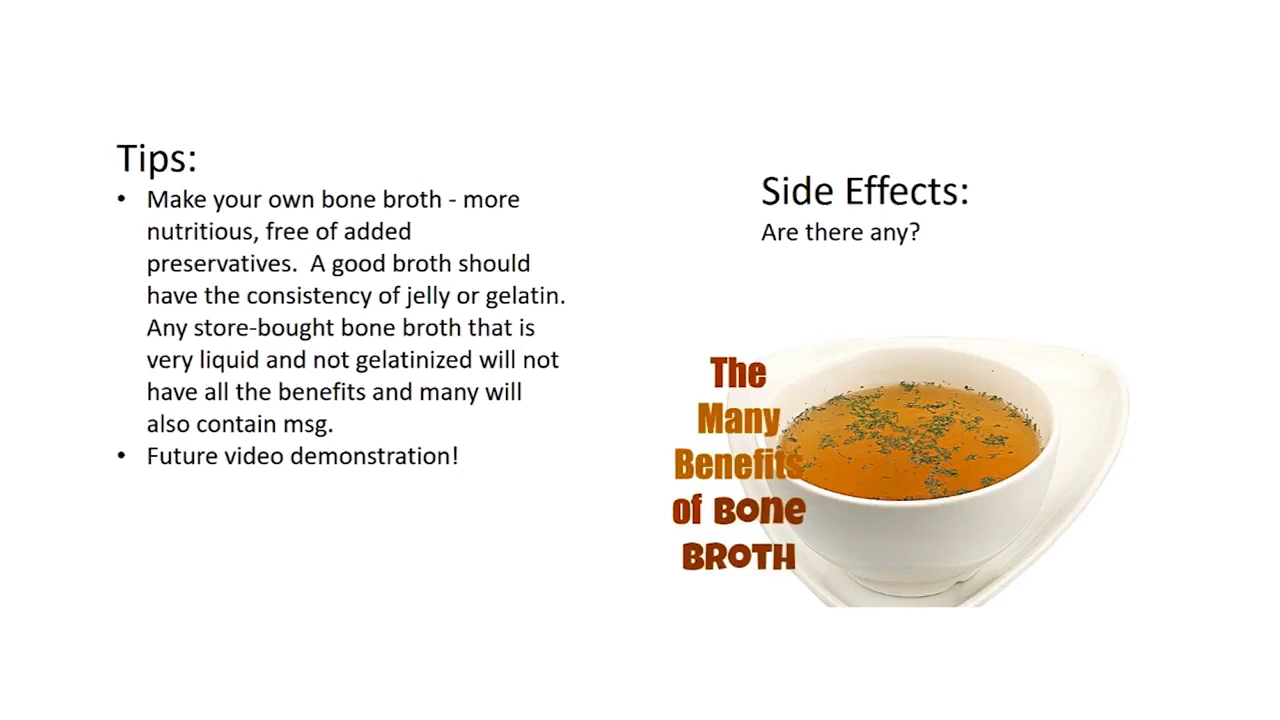 Tips:
• Make your own bone broth - more
nutritious, free of added
preservatives.  A good broth should
have the consistency of jelly or gelatin.
Any store-bought bone broth that is
very liquid and not gelatinized will not
have all the benefits and many will
also contain msg.
• Future video demonstration!
Side Effects:
Are there any?
The
Many
Benefits
of Bone
BROTH